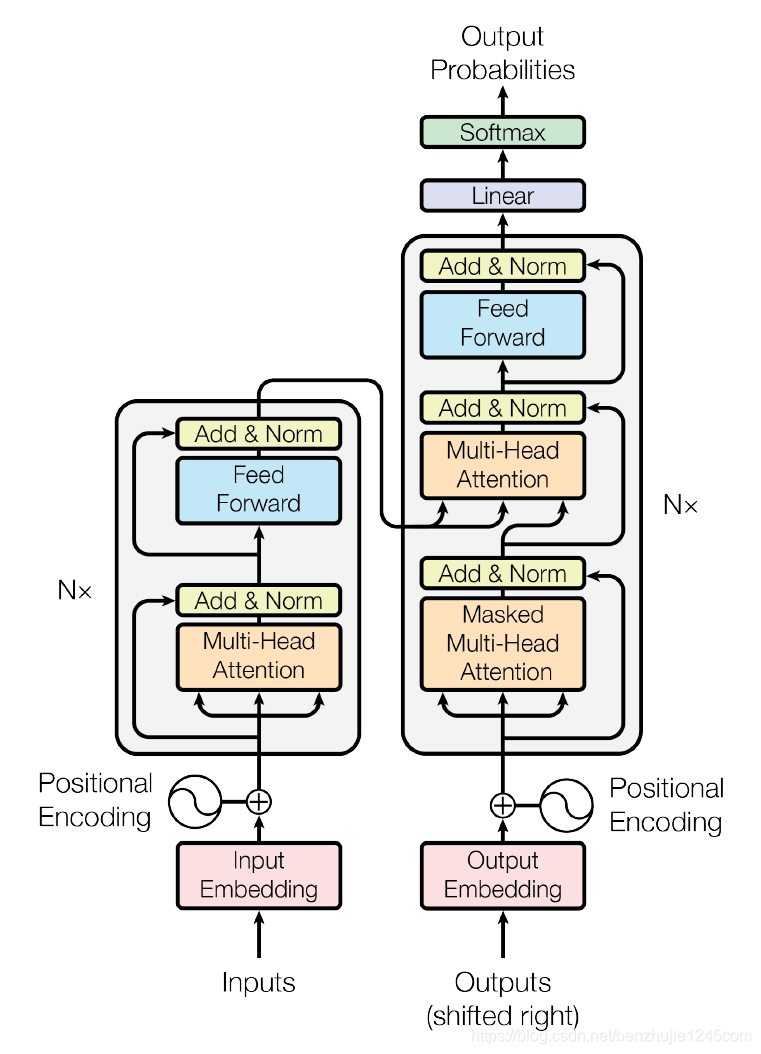 Output
Probabilities
Softmax
Linear
Add & Norm
Feed
Forward
Add & Norm
Multi-Head
Attention
Add & Norm
Masked
Multi-Head
Attention
N×
Add & Norm
Feed
Forward
Add & Norm
Multi-Head
Attention
N×
Positional
Encoding
Positional
Encoding
Input
Embedding
Output
Embedding
Inputs
Outputs
(shifted right)
https://blog.csdn.net/benzhujie1245com